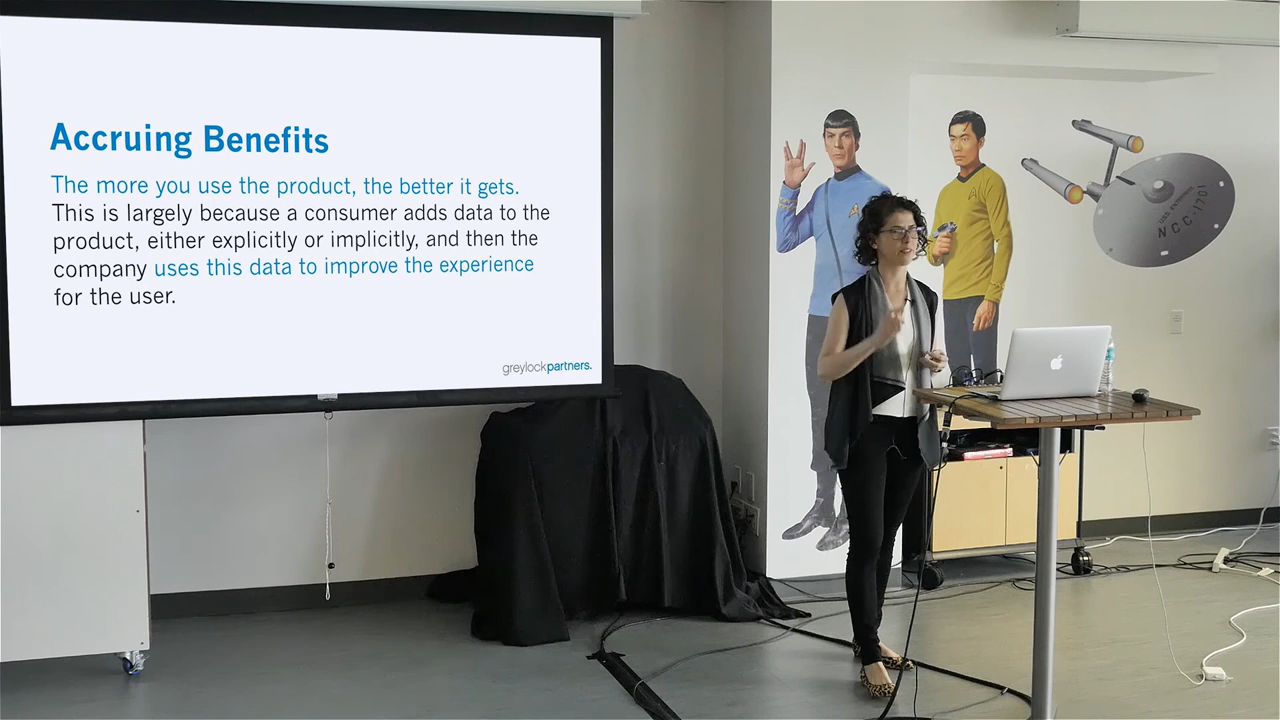 Accruing Benefits
The more you use the product, the better it gets.
This is largely because a consumer adds data to the
product, either explicitly or implicitly, and then the
company uses this data to improve the experience
for the user.
greylockpartners.
U.S.S. ENTERPRISE
NCC-1701